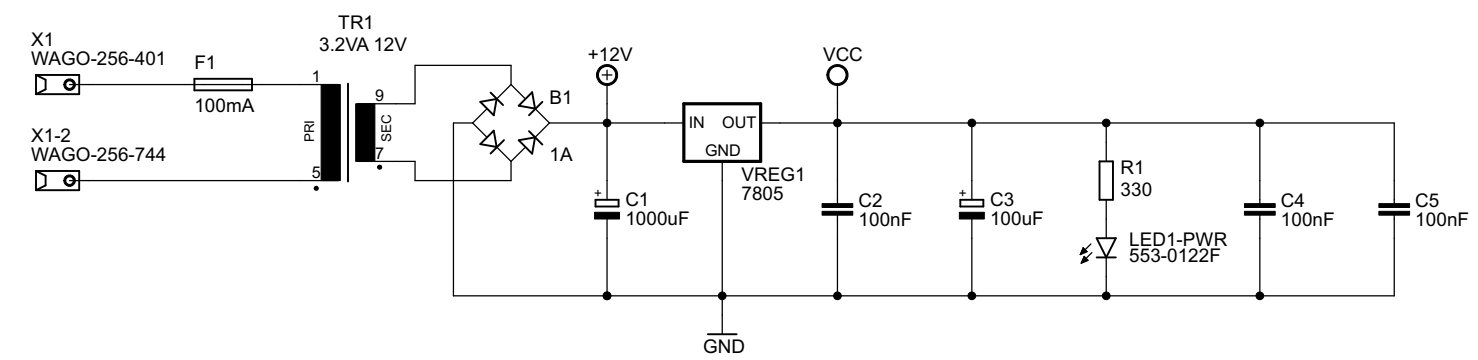 X1
WAGO-256-401
F1
100mA
X1-2
WAGO-256-744
TR1
3.2VA 12V
1
5
PRI
SEC
9
7
B1
1A
+12V
+
C1
1000uF
IN OUT
GND
VREG1
7805
VCC
C2
100nF
+
C3
100uF
R1
330
LED1-PWR
553-0122F
C4
100nF
C5
100nF
GND